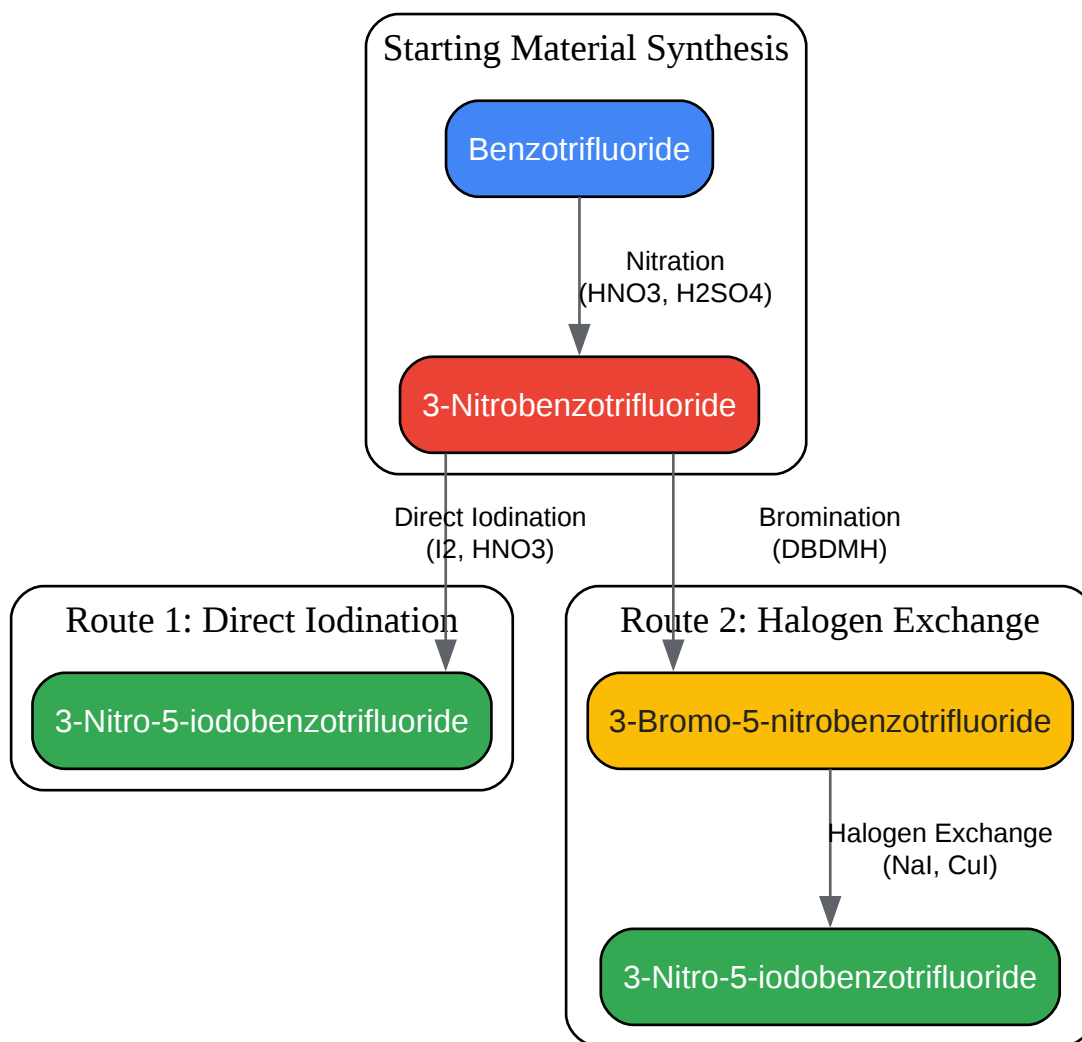 Starting Material Synthesis
Benzotrifluoride
Nitration
(HNO3, H2SO4)
3-Nitrobenzotrifluoride
Direct Iodination
(I2, HNO3)
Bromination
(DBDMH)
Route 1: Direct Iodination
3-Nitro-5-iodobenzotrifluoride
Route 2: Halogen Exchange
3-Bromo-5-nitrobenzotrifluoride
Halogen Exchange
(NaI, CuI)
3-Nitro-5-iodobenzotrifluoride